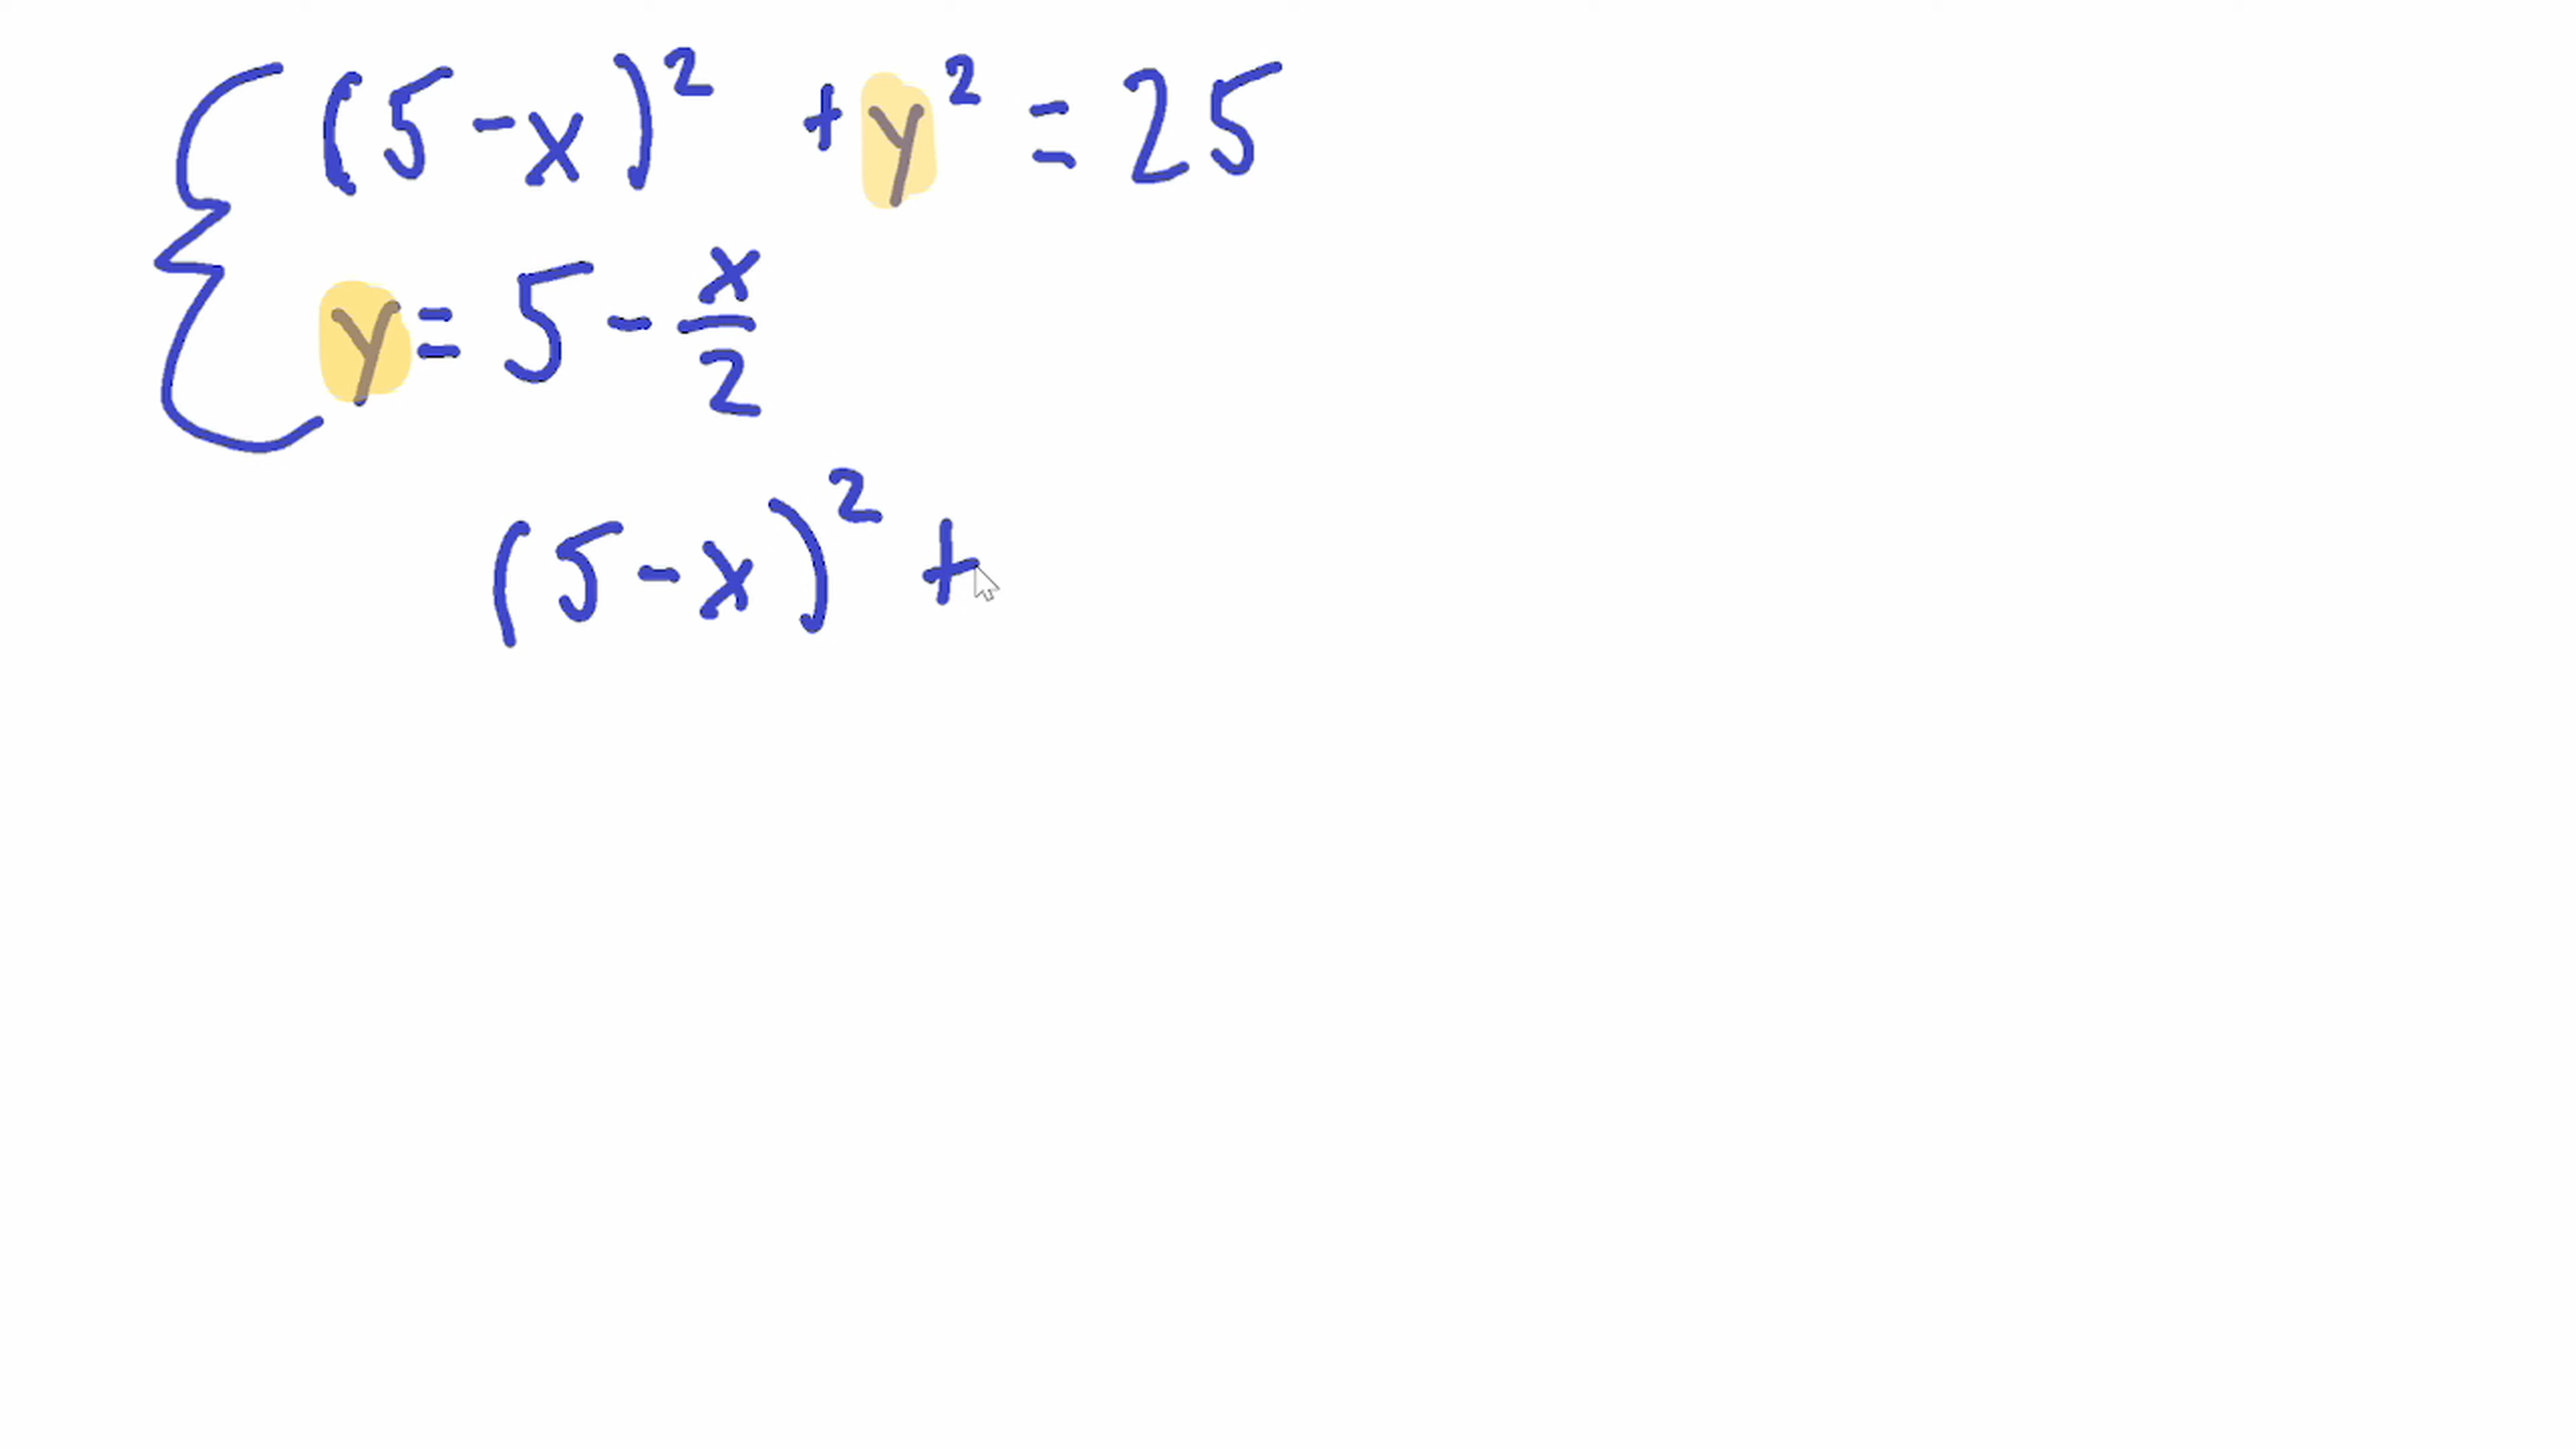 (5-x)² + y² = 25
y = 5 - x/2
(5-x)² +